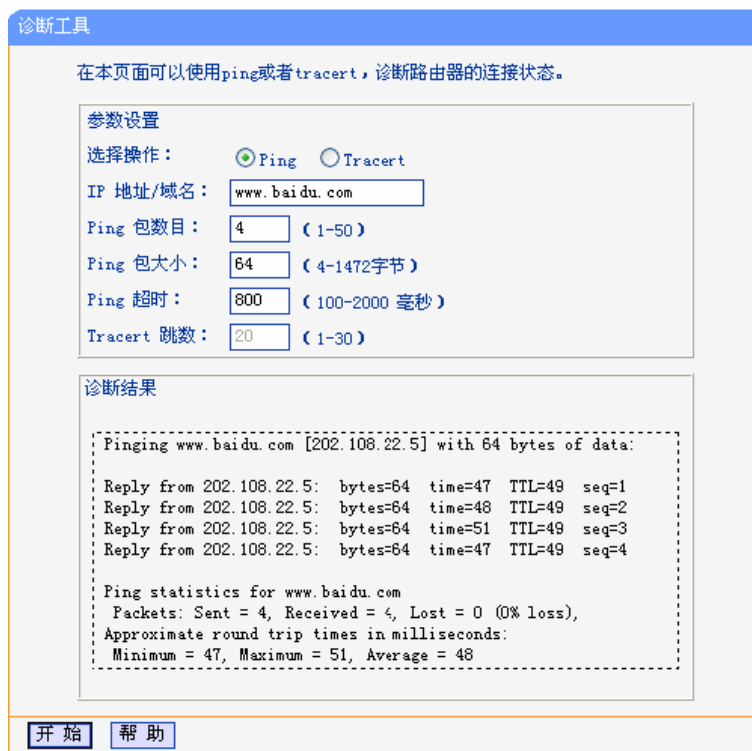 诊断工具
在本页面可以使用ping或者tracert，诊断路由器的连接状态。
参数设置
选择操作： Ping Tracert
IP 地址/域名： www.baidu.com
Ping 包数目： 4 （1-50）
Ping 包大小： 64 （4-1472字节）
Ping 超时： 800 （100-2000 毫秒）
Tracert 跳数： 20 （1-30）
诊断结果
Pinging www.baidu.com [202.108.22.5] with 64 bytes of data:
Reply from 202.108.22.5: bytes=64 time=47 TTL=49 seq=1
Reply from 202.108.22.5: bytes=64 time=48 TTL=49 seq=2
Reply from 202.108.22.5: bytes=64 time=51 TTL=49 seq=3
Reply from 202.108.22.5: bytes=64 time=47 TTL=49 seq=4
Ping statistics for www.baidu.com
Packets: Sent = 4, Received = 4, Lost = 0 (0% loss),
Approximate round trip times in milliseconds:
Minimum = 47, Maximum = 51, Average = 48
开 始 帮 助